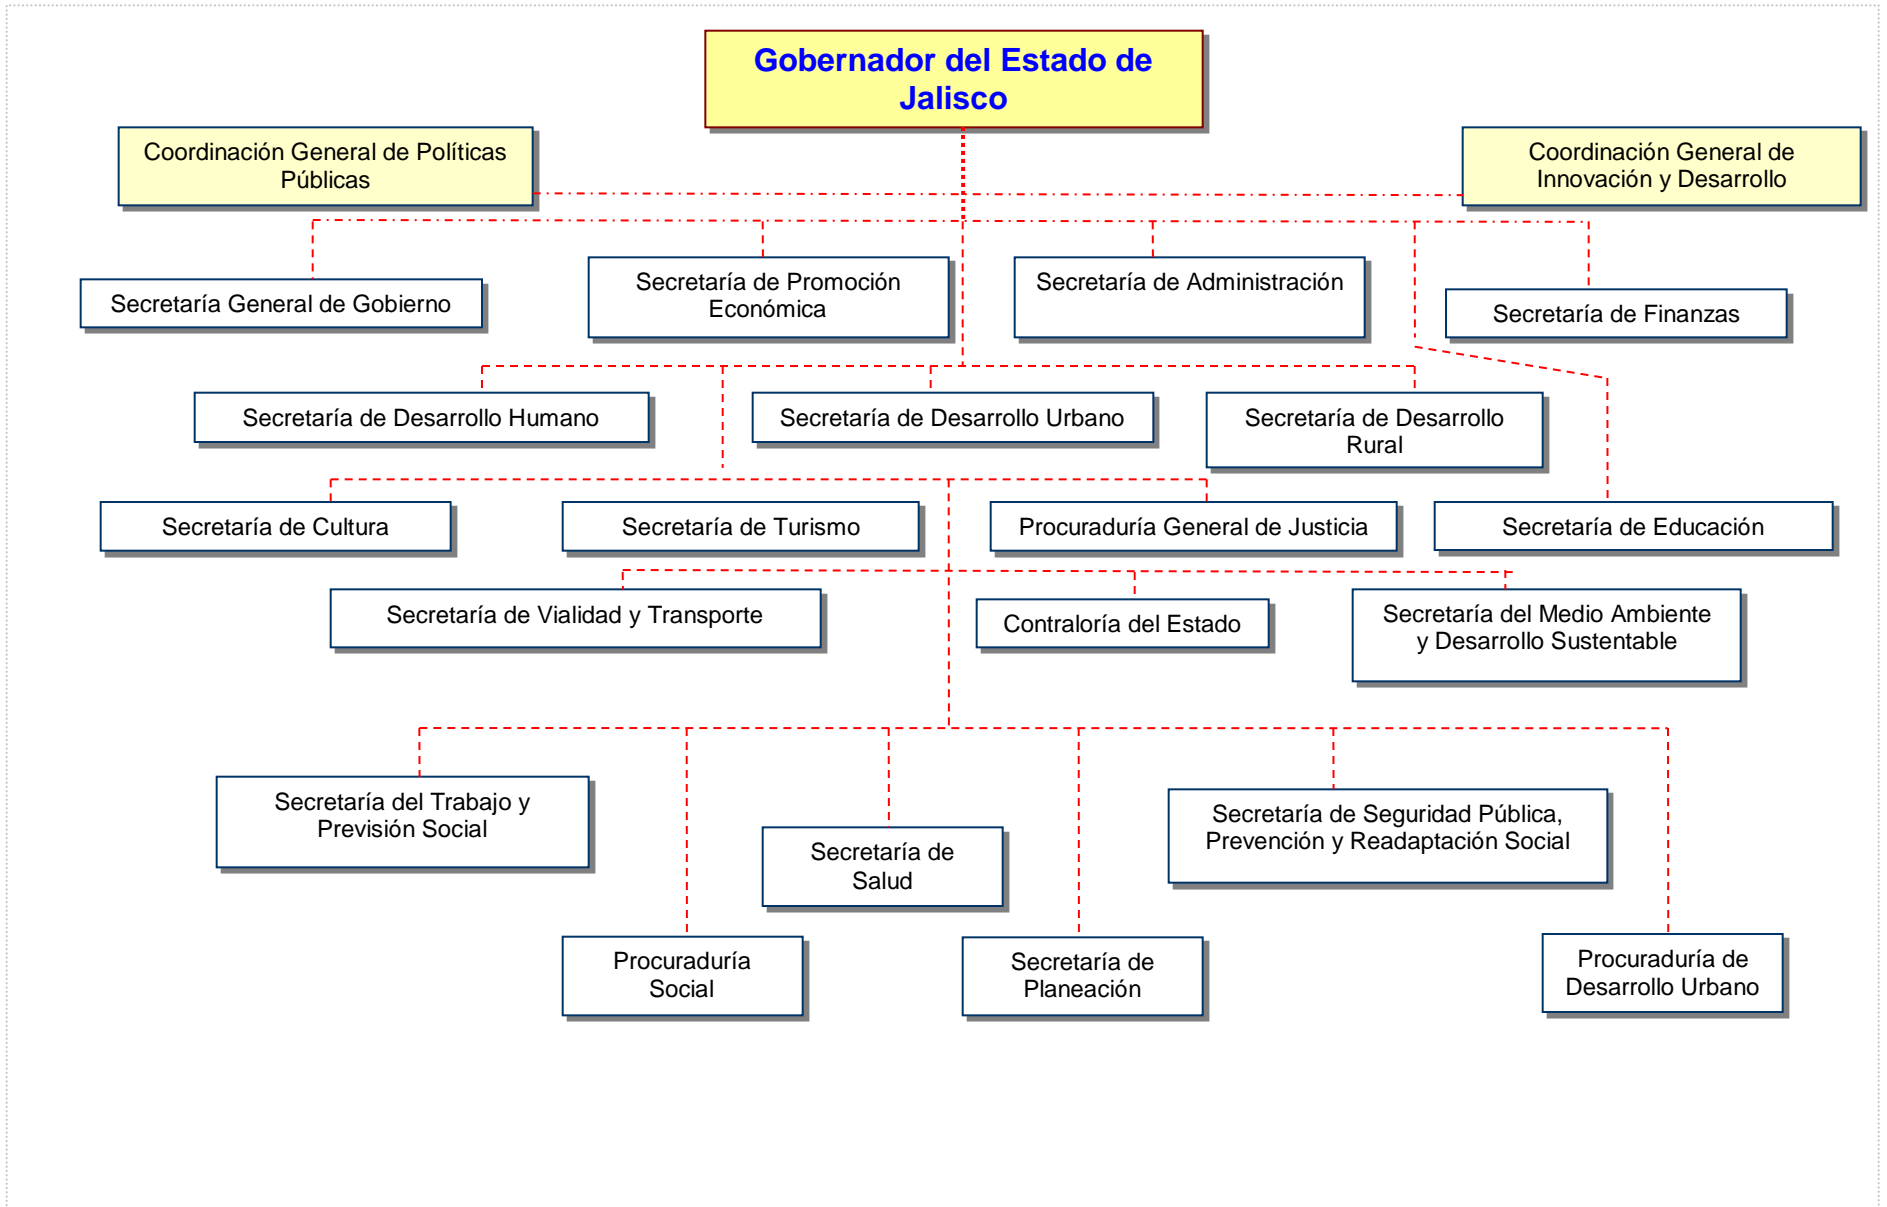 Gobernador del Estado de
Jalisco
Coordinación General de Políticas
Públicas
Coordinación General de
Innovación y Desarrollo
Secretaría General de Gobierno
Secretaría de Promoción
Económica
Secretaría de Administración
Secretaría de Finanzas
Secretaría de Desarrollo Humano
Secretaría de Desarrollo Urbano
Secretaría de Desarrollo
Rural
Secretaría de Cultura
Secretaría de Turismo
Procuraduría General de Justicia
Secretaría de Educación
Secretaría de Vialidad y Transporte
Contraloría del Estado
Secretaría del Medio Ambiente
y Desarrollo Sustentable
Secretaría del Trabajo y
Previsión Social
Secretaría de
Salud
Secretaría de Seguridad Pública,
Prevención y Readaptación Social
Procuraduría
Social
Secretaría de
Planeación
Procuraduría de
Desarrollo Urbano